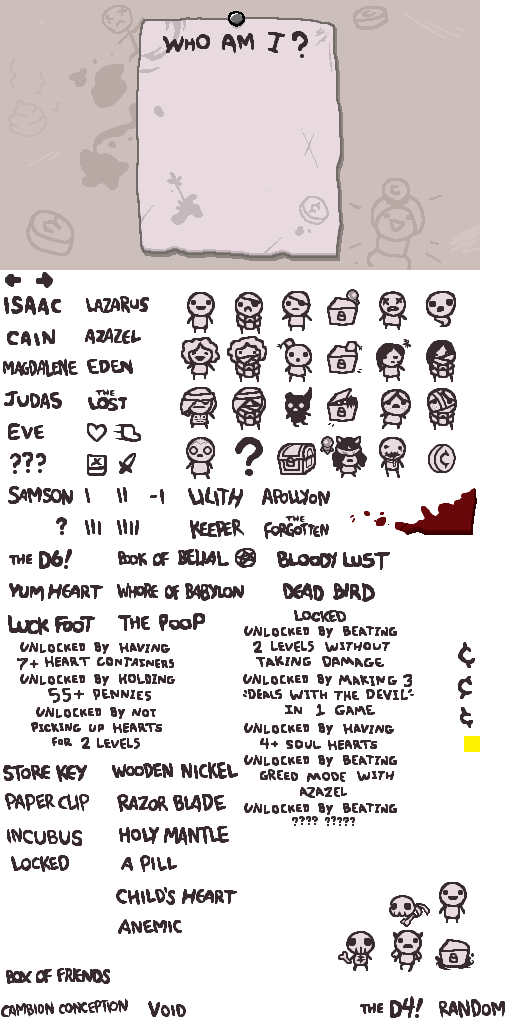 WHO AM I?
ISAAC LAZARUS
CAIN AZAZEL
MAGDALENE EDEN
JUDAS THE LOST
EVE
??? ?
SAMSON I II -I LILITH APOLLYON
? III IIII KEEPER THE FORGOTTEN
THE D6! BOOK OF BELIAL BLOODY LUST
YUM HEART WHORE OF BABYLON DEAD BIRD
LUCK FOOT THE POOP
LOCKED
UNLOCKED BY BEATING
2 LEVELS WITHOUT
TAKING DAMAGE
UNLOCKED BY HAVING
7+ HEART CONTAINERS
UNLOCKED BY HOLDING
55+ PENNIES
UNLOCKED BY NOT
PICKING UP HEARTS
FOR 2 LEVELS
UNLOCKED BY MAKING 3
"DEALS WITH THE DEVIL"
IN 1 GAME
UNLOCKED BY HAVING
4+ SOUL HEARTS
UNLOCKED BY BEATING
GREED MODE WITH
AZAZEL
UNLOCKED BY BEATING
???? ?????
¢
¢
¢
¢
STORE KEY WOODEN NICKEL
PAPER CLIP RAZOR BLADE
INCUBUS HOLY MANTLE
LOCKED A PILL
CHILD'S HEART
ANEMIC
BOX OF FRIENDS
CAMBION CONCEPTION VOID THE D4! RANDOM